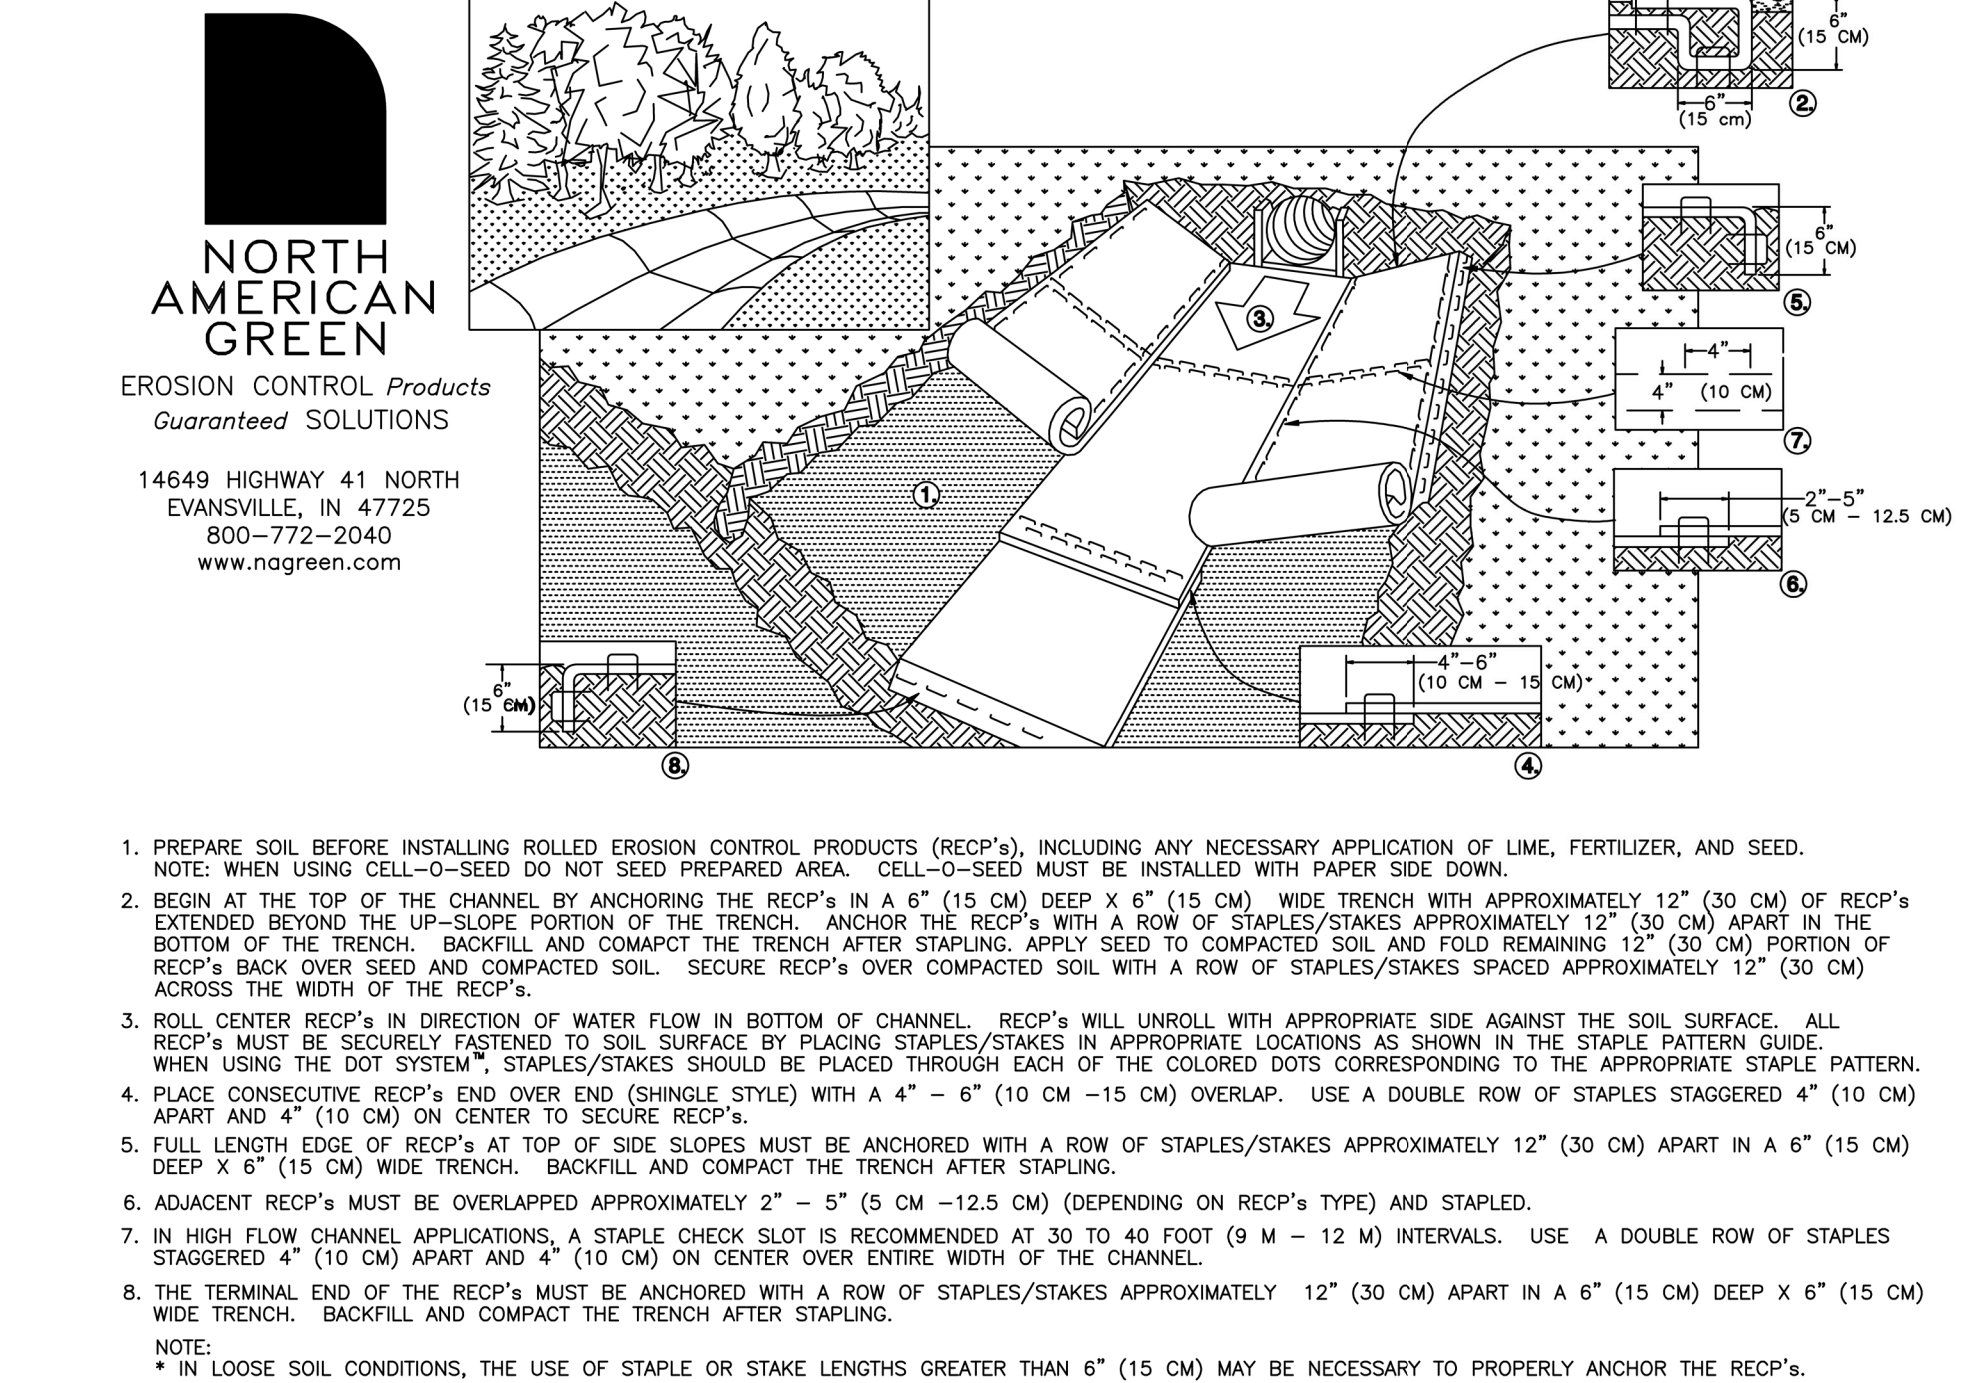 6”
(15 CM)
6”
(15 cm)
2.
6”
(15 CM)
5.
3.
4”
4” (10 CM)
7.
1.
2”–5”
(5 CM – 12.5 CM)
6.
4”–6”
(10 CM – 15 CM)
4.
6”
(15 CM)
8.
NORTH
AMERICAN
GREEN
EROSION CONTROL Products
Guaranteed SOLUTIONS
14649 HIGHWAY 41 NORTH
EVANSVILLE, IN 47725
800–772–2040
www.nagreen.com
1. PREPARE SOIL BEFORE INSTALLING ROLLED EROSION CONTROL PRODUCTS (RECP's), INCLUDING ANY NECESSARY APPLICATION OF LIME, FERTILIZER, AND SEED.
NOTE: WHEN USING CELL–O–SEED DO NOT SEED PREPARED AREA. CELL–O–SEED MUST BE INSTALLED WITH PAPER SIDE DOWN.
2. BEGIN AT THE TOP OF THE CHANNEL BY ANCHORING THE RECP's IN A 6” (15 CM) DEEP X 6” (15 CM) WIDE TRENCH WITH APPROXIMATELY 12” (30 CM) OF RECP's
EXTENDED BEYOND THE UP–SLOPE PORTION OF THE TRENCH. ANCHOR THE RECP's WITH A ROW OF STAPLES/STAKES APPROXIMATELY 12” (30 CM) APART IN THE
BOTTOM OF THE TRENCH. BACKFILL AND COMAPCT THE TRENCH AFTER STAPLING. APPLY SEED TO COMPACTED SOIL AND FOLD REMAINING 12” (30 CM) PORTION OF
RECP's BACK OVER SEED AND COMPACTED SOIL. SECURE RECP's OVER COMPACTED SOIL WITH A ROW OF STAPLES/STAKES SPACED APPROXIMATELY 12” (30 CM)
ACROSS THE WIDTH OF THE RECP's.
3. ROLL CENTER RECP's IN DIRECTION OF WATER FLOW IN BOTTOM OF CHANNEL. RECP's WILL UNROLL WITH APPROPRIATE SIDE AGAINST THE SOIL SURFACE. ALL
RECP's MUST BE SECURELY FASTENED TO SOIL SURFACE BY PLACING STAPLES/STAKES IN APPROPRIATE LOCATIONS AS SHOWN IN THE STAPLE PATTERN GUIDE.
WHEN USING THE DOT SYSTEM™, STAPLES/STAKES SHOULD BE PLACED THROUGH EACH OF THE COLORED DOTS CORRESPONDING TO THE APPROPRIATE STAPLE PATTERN.
4. PLACE CONSECUTIVE RECP's END OVER END (SHINGLE STYLE) WITH A 4” – 6” (10 CM –15 CM) OVERLAP. USE A DOUBLE ROW OF STAPLES STAGGERED 4” (10 CM)
APART AND 4” (10 CM) ON CENTER TO SECURE RECP's.
5. FULL LENGTH EDGE OF RECP's AT TOP OF SIDE SLOPES MUST BE ANCHORED WITH A ROW OF STAPLES/STAKES APPROXIMATELY 12” (30 CM) APART IN A 6” (15 CM)
DEEP X 6” (15 CM) WIDE TRENCH. BACKFILL AND COMPACT THE TRENCH AFTER STAPLING.
6. ADJACENT RECP's MUST BE OVERLAPPED APPROXIMATELY 2” – 5” (5 CM –12.5 CM) (DEPENDING ON RECP's TYPE) AND STAPLED.
7. IN HIGH FLOW CHANNEL APPLICATIONS, A STAPLE CHECK SLOT IS RECOMMENDED AT 30 TO 40 FOOT (9 M – 12 M) INTERVALS. USE A DOUBLE ROW OF STAPLES
STAGGERED 4” (10 CM) APART AND 4” (10 CM) ON CENTER OVER ENTIRE WIDTH OF THE CHANNEL.
8. THE TERMINAL END OF THE RECP's MUST BE ANCHORED WITH A ROW OF STAPLES/STAKES APPROXIMATELY 12” (30 CM) APART IN A 6” (15 CM) DEEP X 6” (15 CM)
WIDE TRENCH. BACKFILL AND COMPACT THE TRENCH AFTER STAPLING.
NOTE:
* IN LOOSE SOIL CONDITIONS, THE USE OF STAPLE OR STAKE LENGTHS GREATER THAN 6” (15 CM) MAY BE NECESSARY TO PROPERLY ANCHOR THE RECP's.